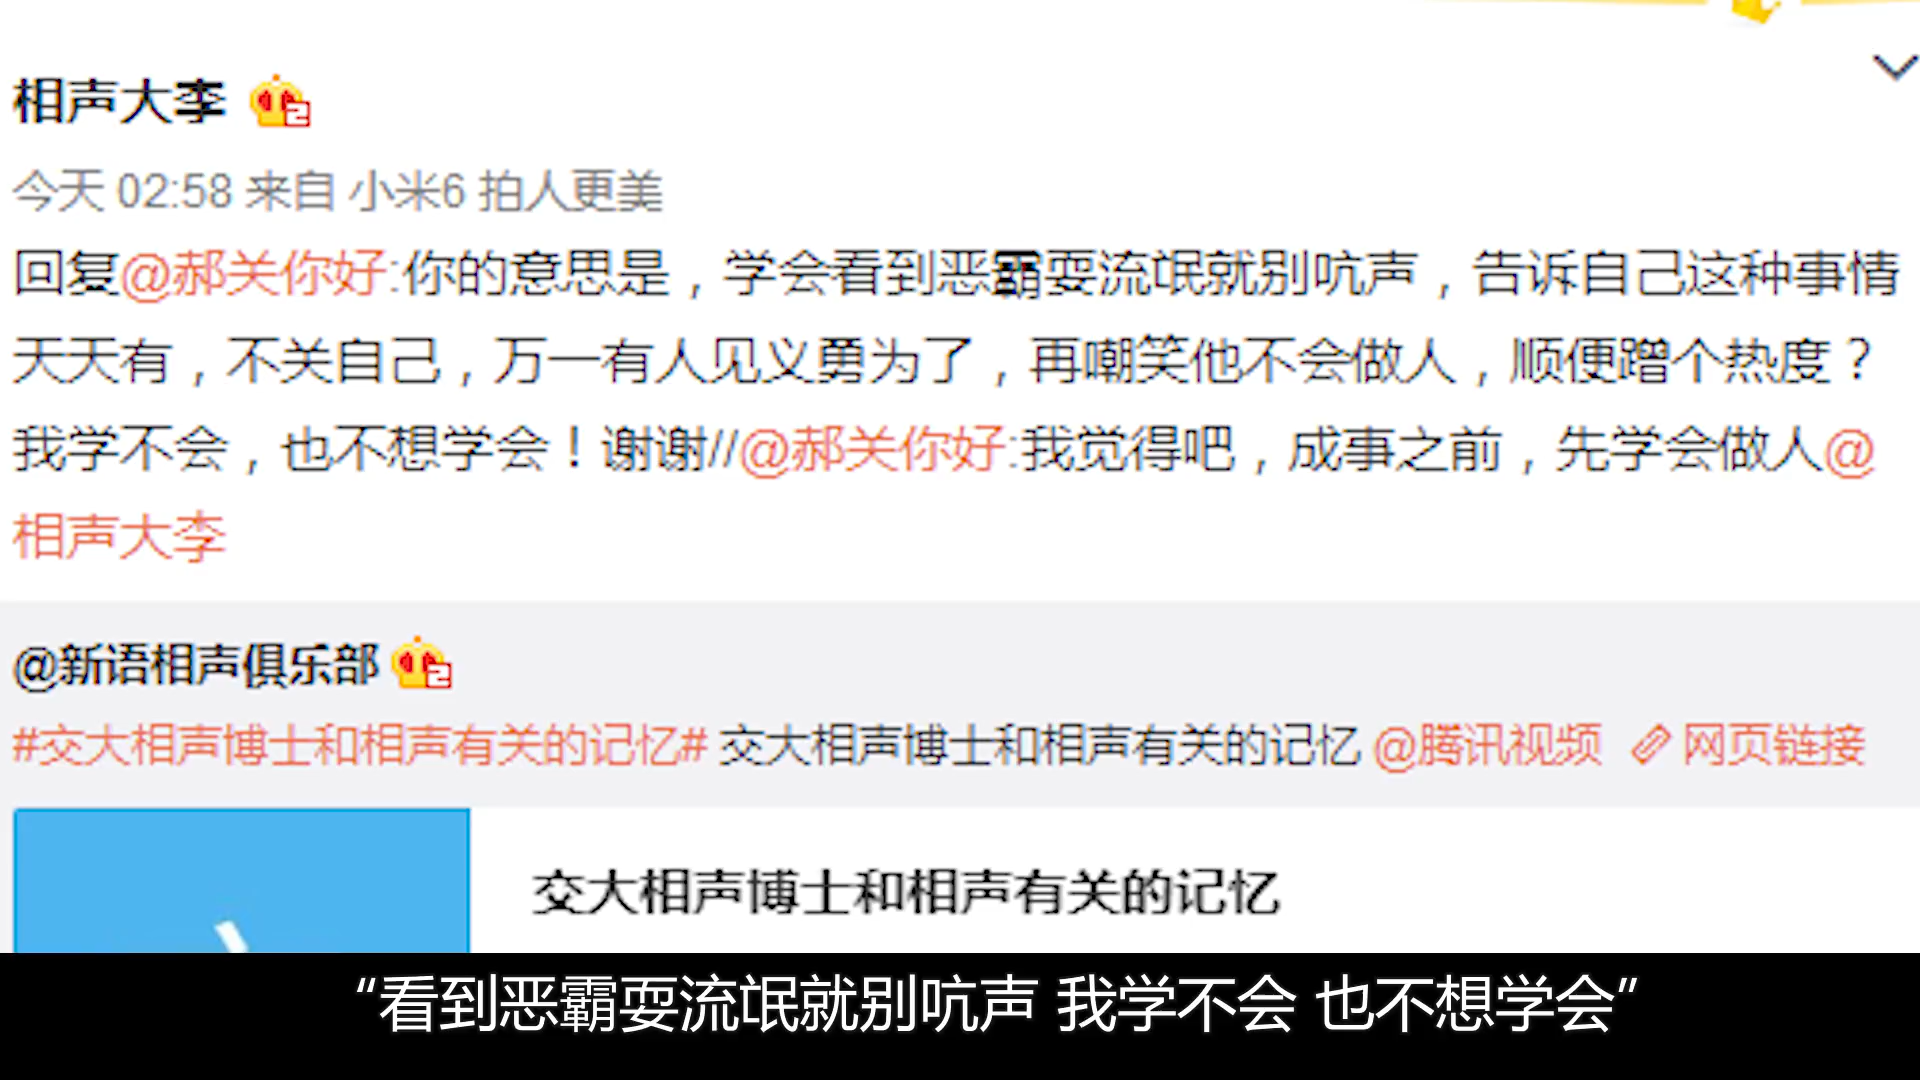 相声大李
今天 02:58 来自 小米6 拍人更美
回复@郝关你好:你的意思是，学会看到恶霸耍流氓就别吭声，告诉自己这种事情
天天有，不关自己，万一有人见义勇为了，再嘲笑他不会做人，顺便蹭个热度？
我学不会，也不想学会！谢谢//@郝关你好:我觉得吧，成事之前，先学会做人@
相声大李
@新语相声俱乐部
#交大相声博士和相声有关的记忆# 交大相声博士和相声有关的记忆 @腾讯视频 网页链接
交大相声博士和相声有关的记忆
“看到恶霸耍流氓就别吭声 我学不会 也不想学会”